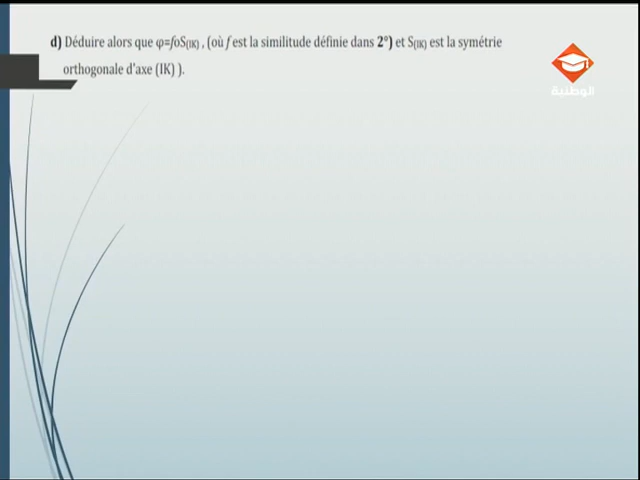 d) Déduire alors que φ=foS(IK) , (où f est la similitude définie dans 2°) et S(IK) est la symétrie
orthogonale d'axe (IK) ).
الوطنية